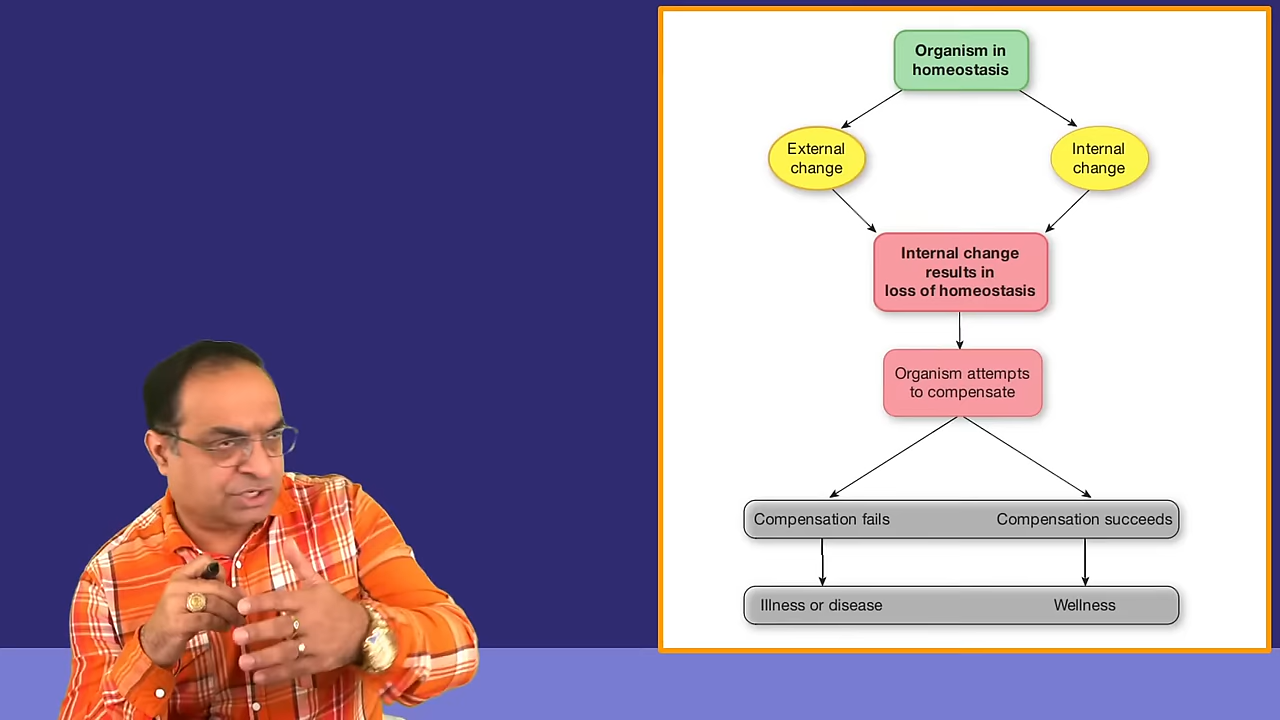 Organism in
homeostasis
External
change
Internal
change
Internal change
results in
loss of homeostasis
Organism attempts
to compensate
Compensation fails
Compensation succeeds
Illness or disease
Wellness